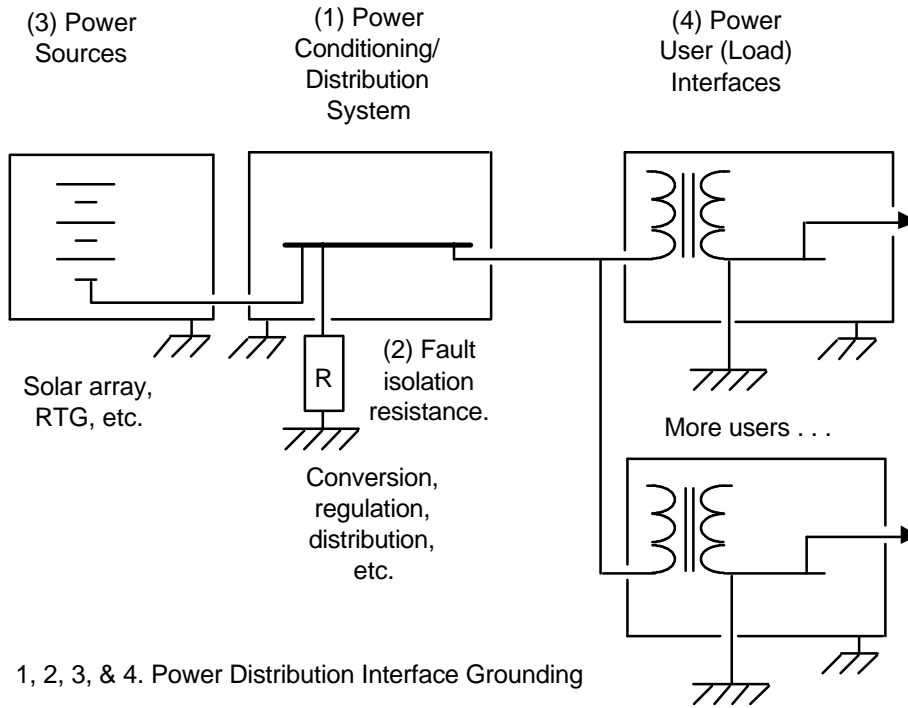 (3) Power
Sources
(1) Power
Conditioning/
Distribution
System
(4) Power
User (Load)
Interfaces
R
(2) Fault
isolation
resistance.
Solar array,
RTG, etc.
More users . . .
Conversion,
regulation,
distribution,
etc.
1, 2, 3, & 4. Power Distribution Interface Grounding